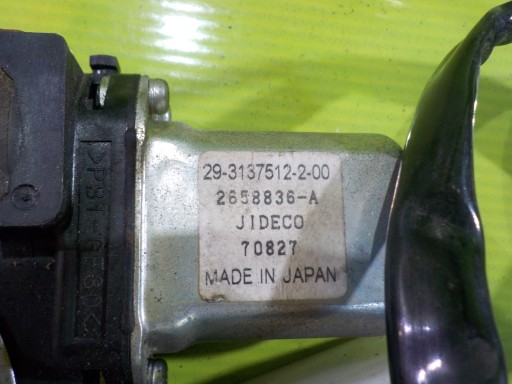 29-3137512-2-00
2658836-A
JIDECO
70827
MADE IN JAPAN